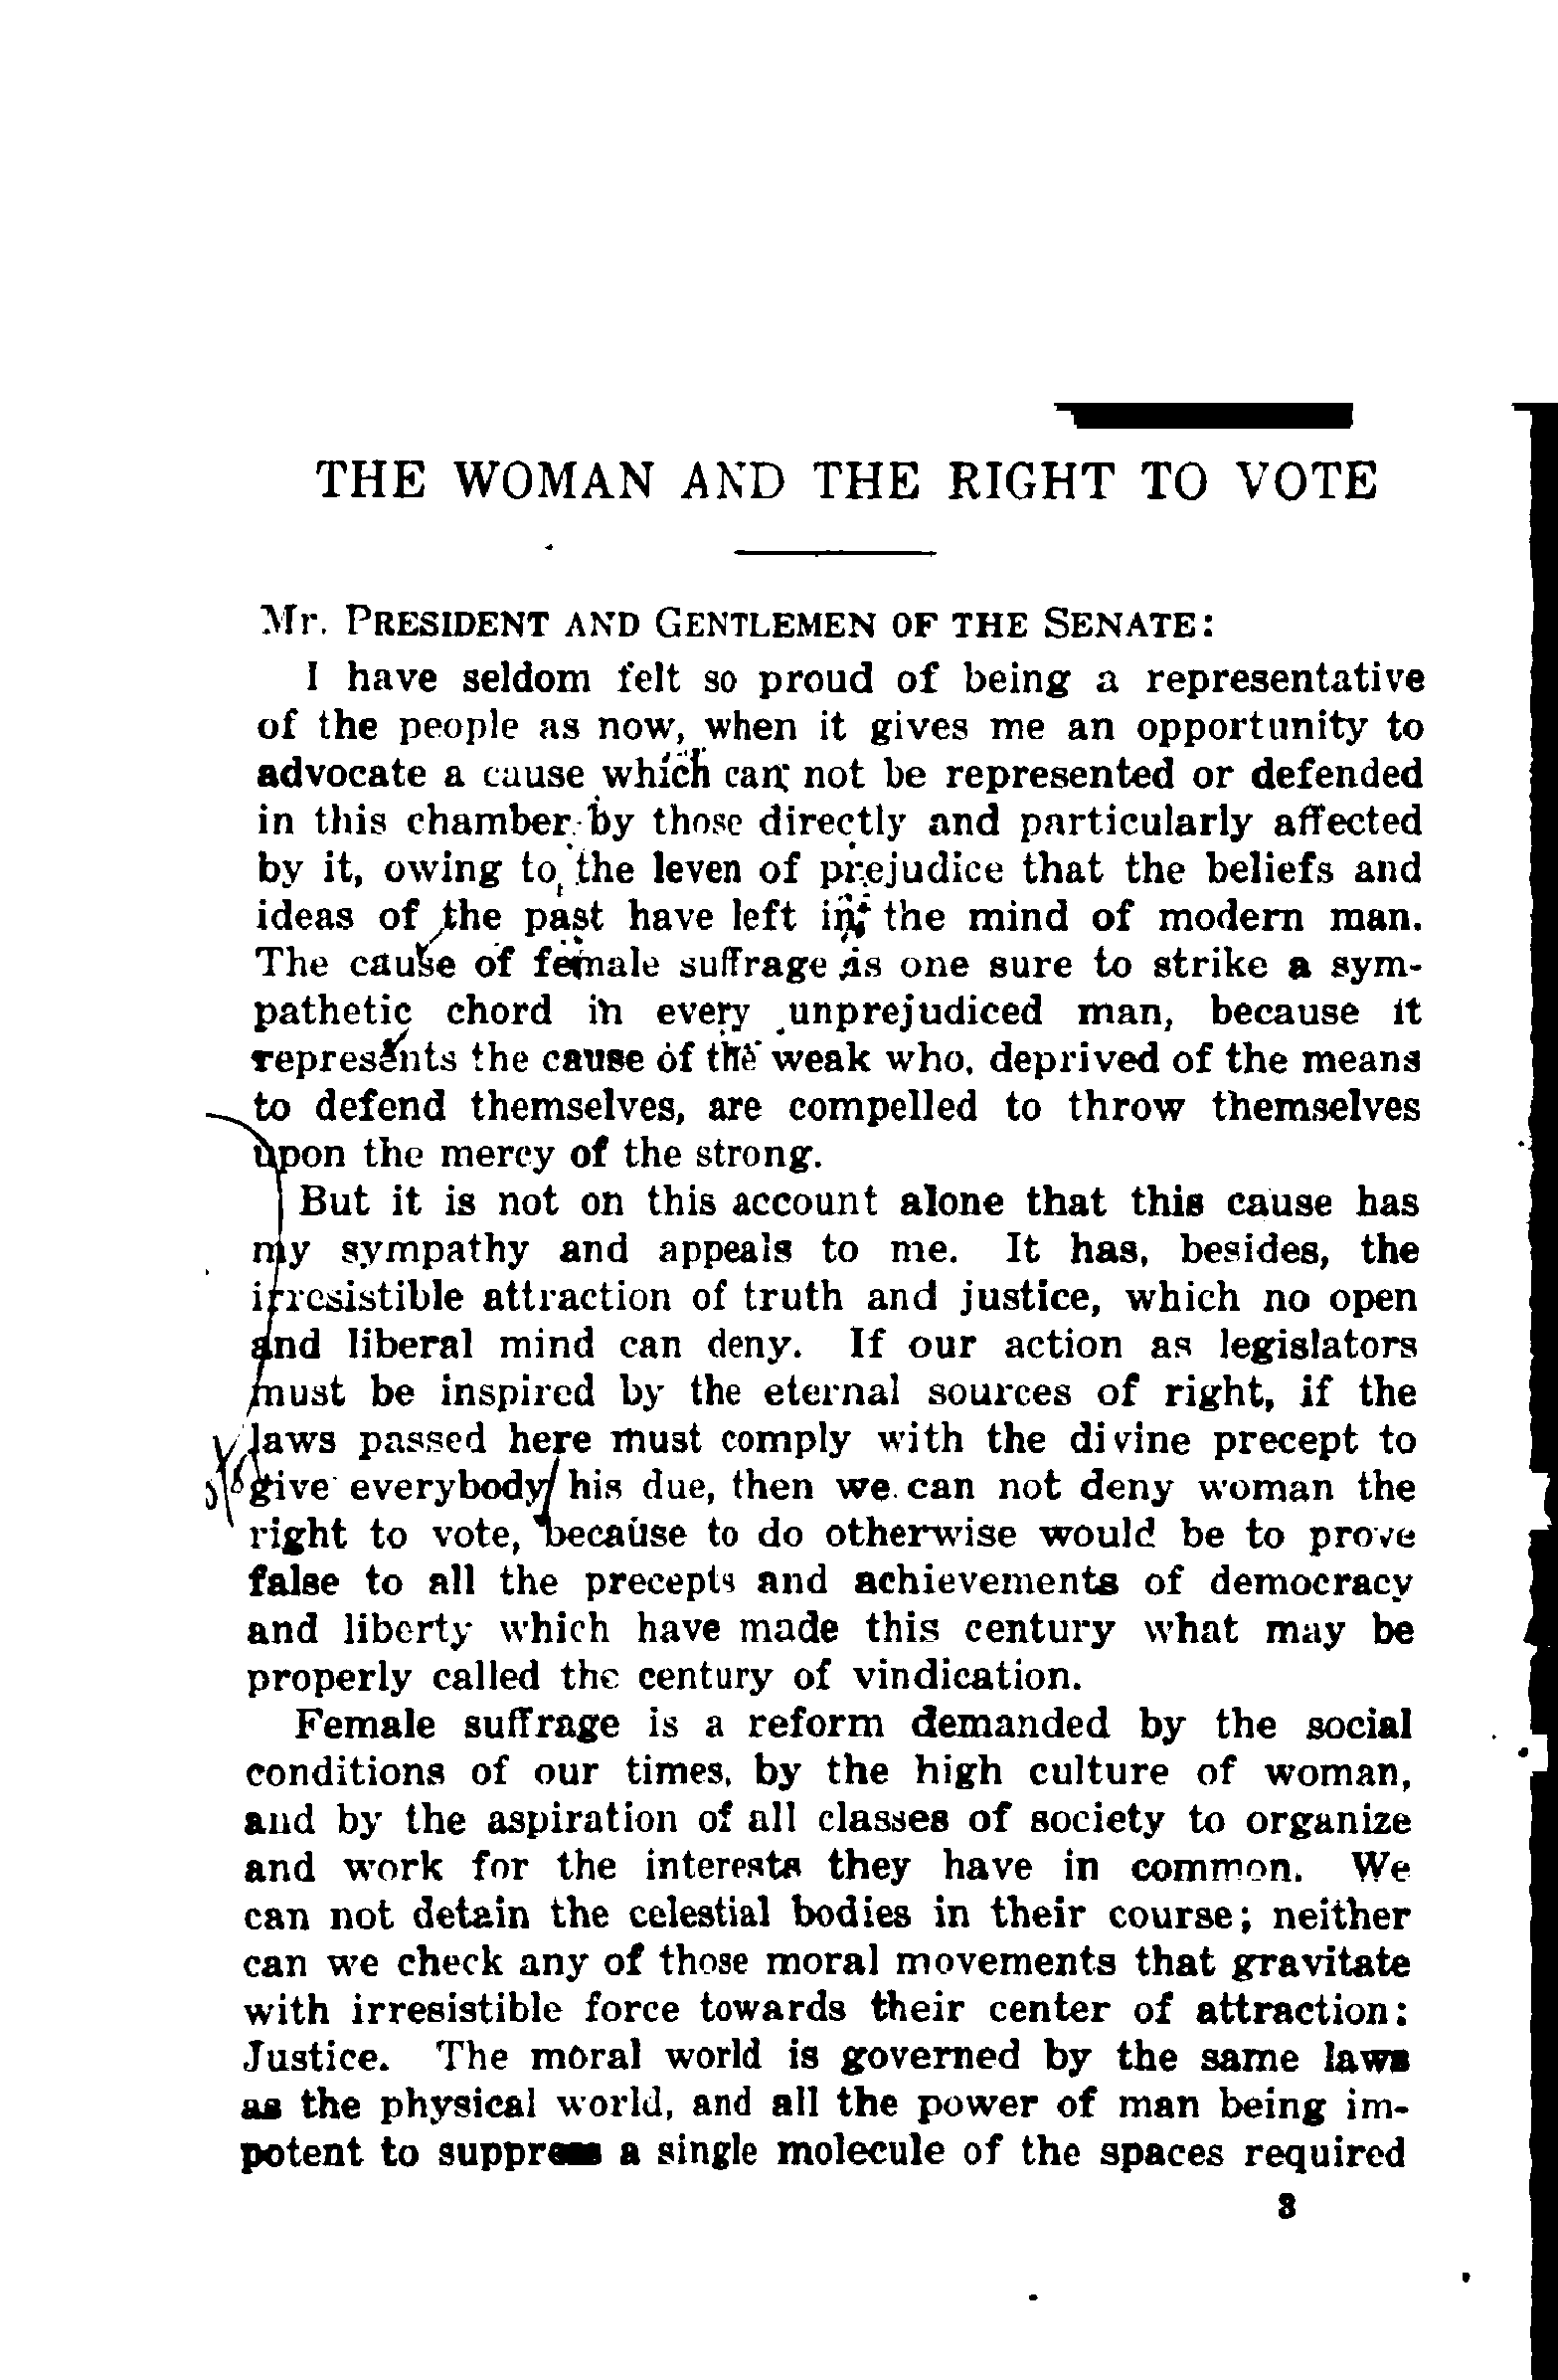 THE WOMAN AND THE RIGHT TO VOTE
Mr. PRESIDENT AND GENTLEMEN OF THE SENATE:
I have seldom felt so proud of being a representative
of the people as now, when it gives me an opportunity to
advocate a cause which can not be represented or defended
in this chamber by those directly and particularly affected
by it, owing to the leven of prejudice that the beliefs and
ideas of the past have left in the mind of modern man.
The cause of female suffrage is one sure to strike a sym-
pathetic chord in every unprejudiced man, because it
represents the cause of the weak who, deprived of the means
to defend themselves, are compelled to throw themselves
upon the mercy of the strong.
But it is not on this account alone that this cause has
my sympathy and appeals to me. It has, besides, the
irresistible attraction of truth and justice, which no open
and liberal mind can deny. If our action as legislators
must be inspired by the eternal sources of right, if the
laws passed here must comply with the divine precept to
give everybody his due, then we can not deny woman the
right to vote, because to do otherwise would be to prove
false to all the precepts and achievements of democracy
and liberty which have made this century what may be
properly called the century of vindication.
Female suffrage is a reform demanded by the social
conditions of our times, by the high culture of woman,
and by the aspiration of all classes of society to organize
and work for the interests they have in common. We
can not detain the celestial bodies in their course; neither
can we check any of those moral movements that gravitate
with irresistible force towards their center of attraction:
Justice. The moral world is governed by the same laws
as the physical world, and all the power of man being im-
potent to suppress a single molecule of the spaces required
3